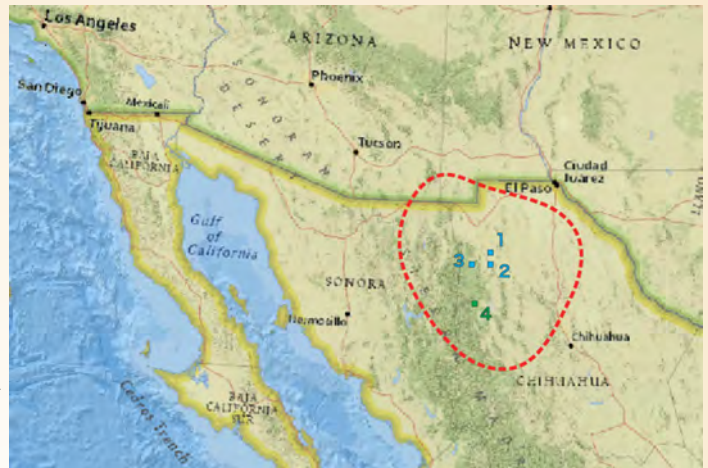 Los Angeles
ARIZONA
NEW MEXICO
Phoenix
San Diego
Mexicali
SONORAN
DESERT
Tijuana
BAJA
CALIFORNIA
Tucson
Ciudad
Juárez
El Paso
LLANO
Gulf
of
California
1
3
2
SONORA
4
Hermosillo
Chihuahua
CHIHUAHUA
BAJA
CALIFORNIA
SUR
Cedros Trench